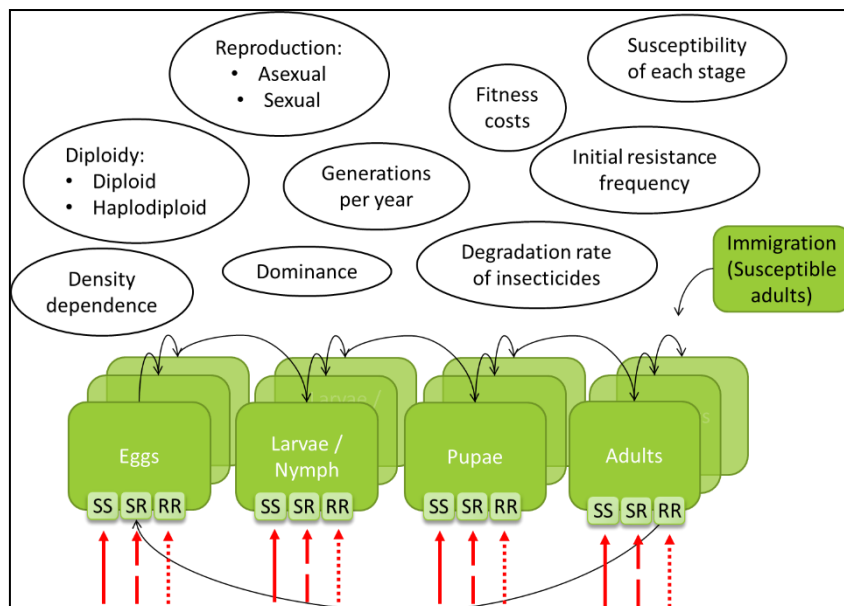 Reproduction:
• Asexual
• Sexual
Susceptibility
of each stage
Fitness
costs
Diploidy:
• Diploid
• Haplodiploid
Generations
per year
Initial resistance
frequency
Density
dependence
Dominance
Degradation rate
of insecticides
Immigration
(Susceptible
adults)
Eggs
Larvae /
Larvae /
Nymph
Pupae
Adults
SS SR RR
SS SR RR
SS SR RR
SS SR RR